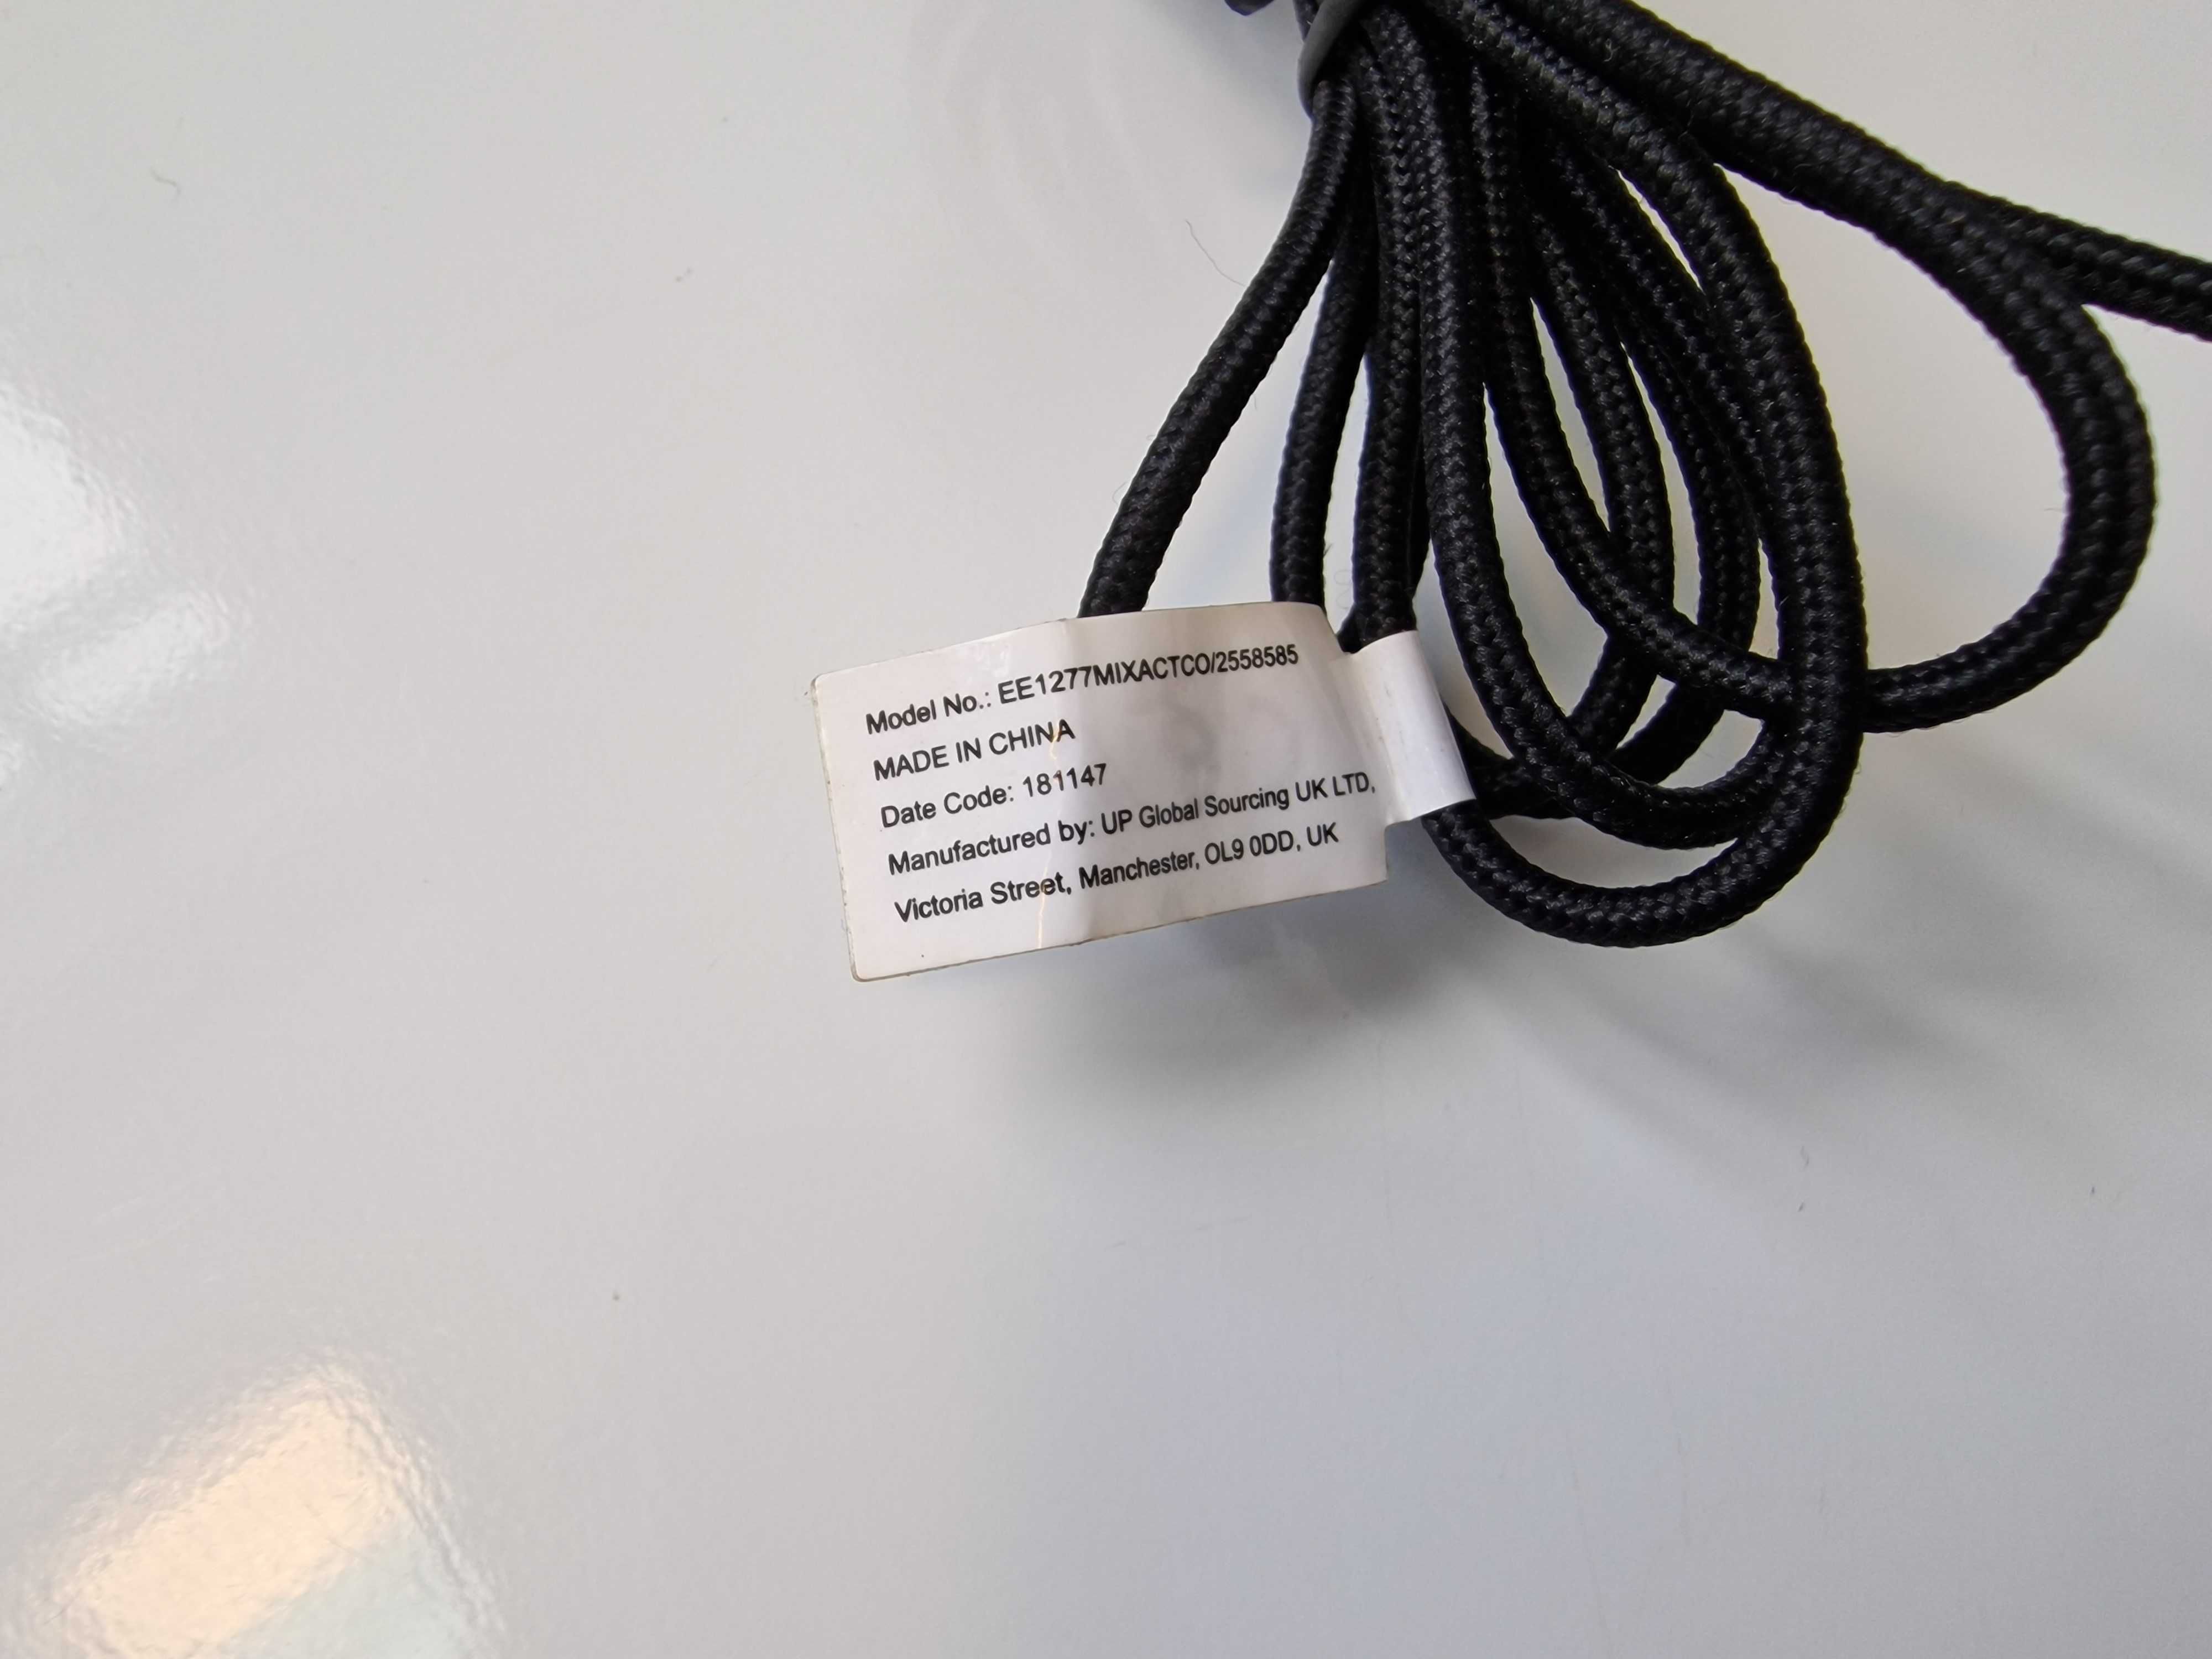 Model No.: EE1277MIXACTCO/2558585
MADE IN CHINA
Date Code: 181147
Manufactured by: UP Global Sourcing UK LTD,
Victoria Street, Manchester, OL9 0DD, UK